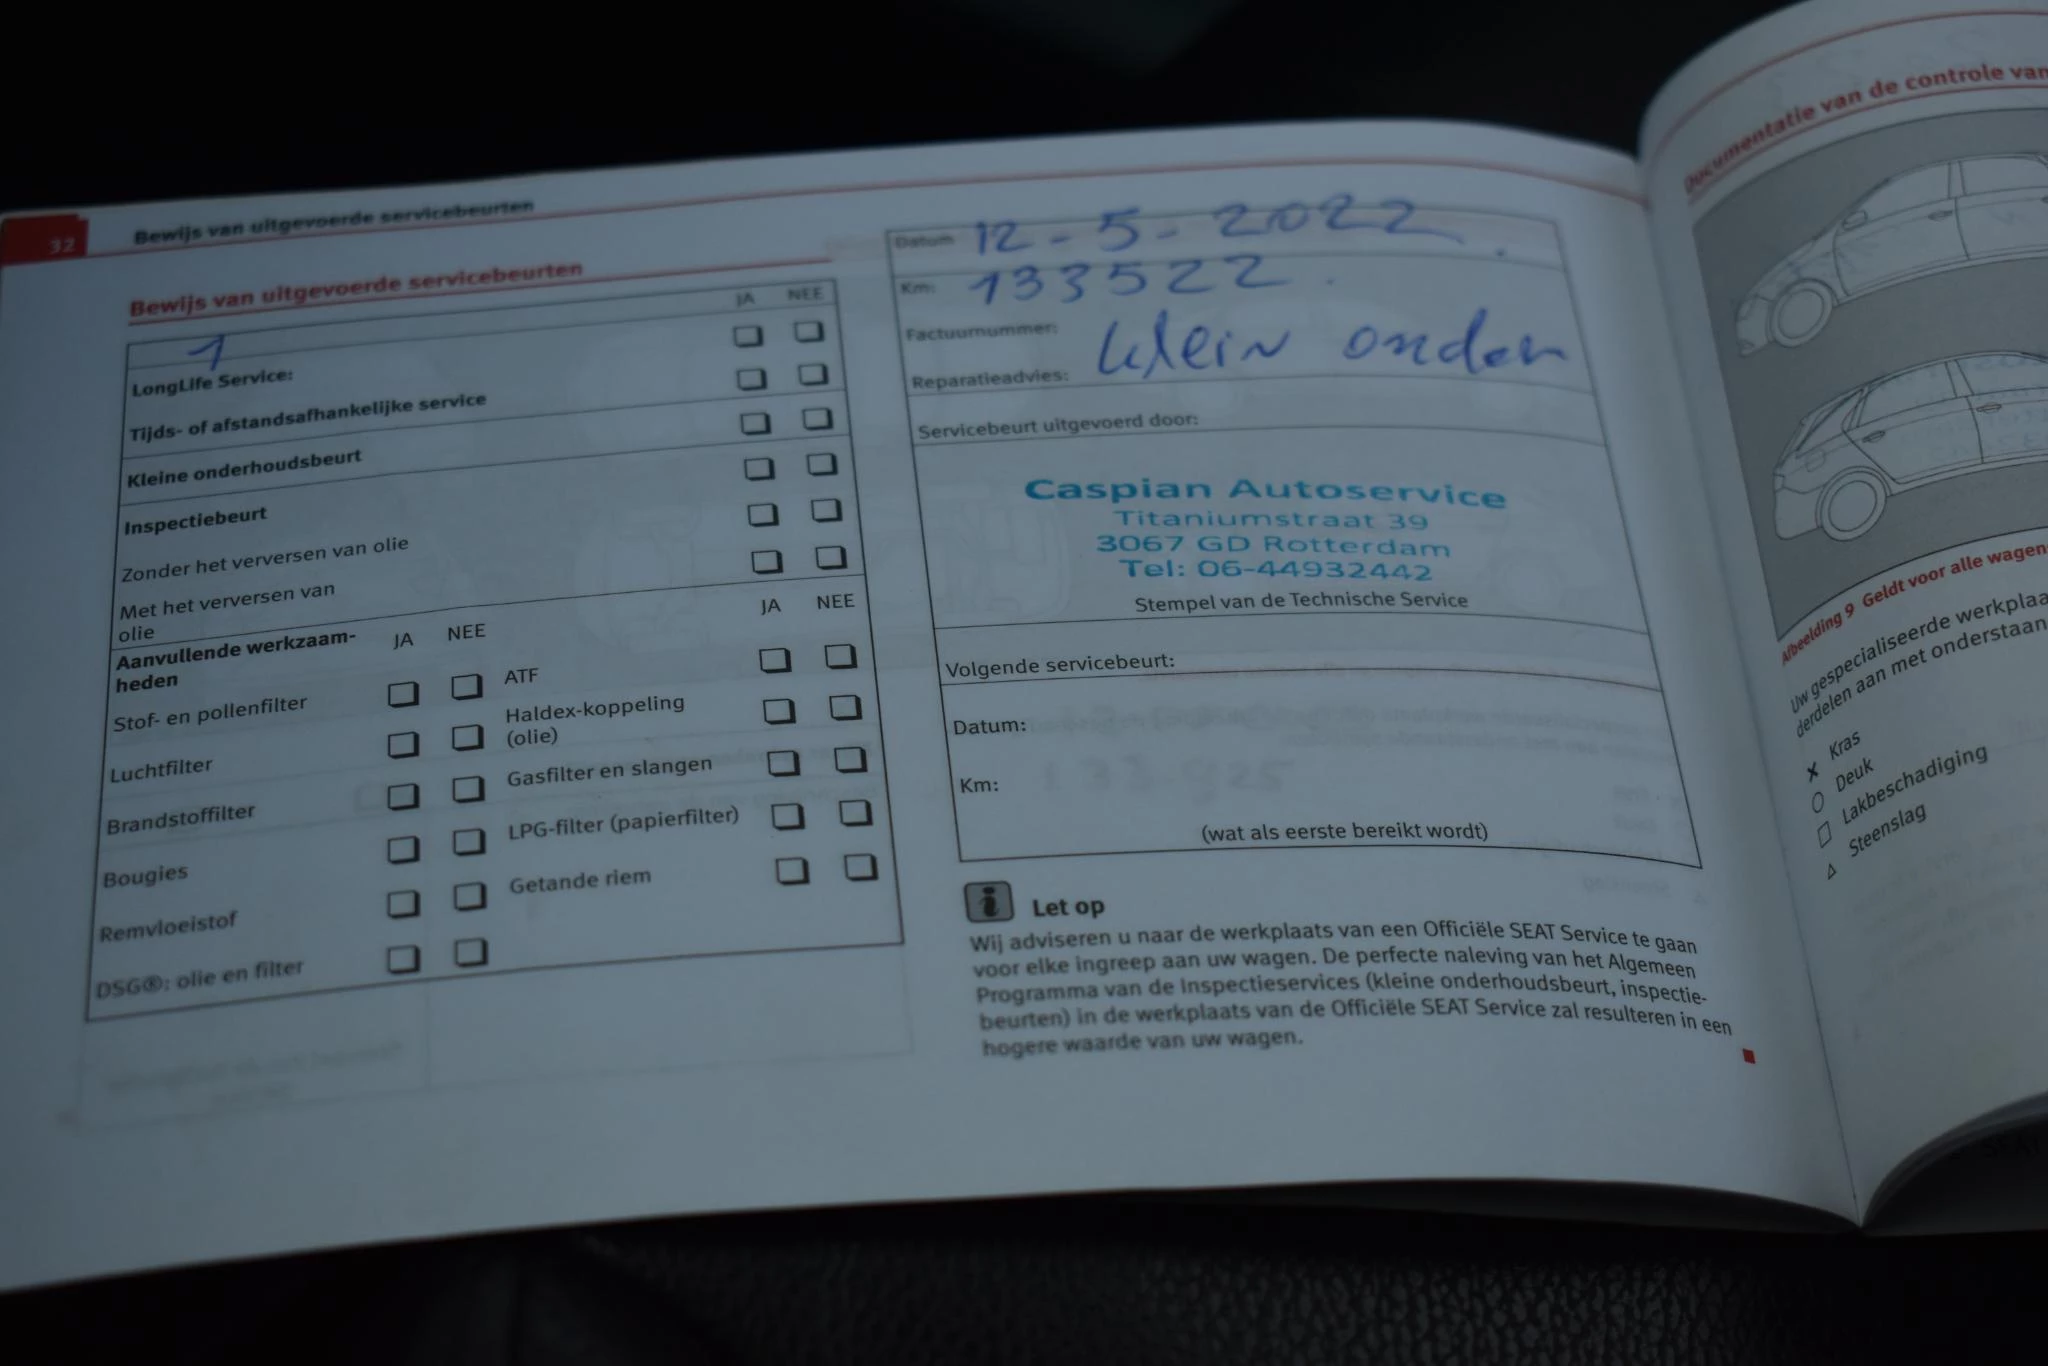 32
Bewijs van uitgevoerde servicebeurten
Bewijs van uitgevoerde servicebeurten
JA NEE
1
LongLife Service:
Tijds- of afstandsafhankelijke service
Kleine onderhoudsbeurt
Inspectiebeurt
Zonder het verversen van olie
Met het verversen van
olie
Aanvullende werkzaam-
heden
JA NEE
JA NEE
Stof- en pollenfilter
Luchtfilter
Brandstoffilter
Bougies
Remvloeistof
DSG®: olie en filter
ATF
Haldex-koppeling
(olie)
Gasfilter en slangen
LPG-filter (papierfilter)
Getande riem
Datum 12-5-2022
Km: 133522.
Factuurnummer:
klein onder
Reparatieadvies:
Servicebeurt uitgevoerd door:
Caspian Autoservice
Titaniumstraat 39
3067 GD Rotterdam
Tel: 06-44932442
Stempel van de Technische Service
Volgende servicebeurt:
Datum:
Km:
(wat als eerste bereikt wordt)
Let op
Wij adviseren u naar de werkplaats van een Officiële SEAT Service te gaan
voor elke ingreep aan uw wagen. De perfecte naleving van het Algemeen
Programma van de Inspectieservices (kleine onderhoudsbeurt, inspectie-
beurten) in de werkplaats van de Officiële SEAT Service zal resulteren in een
hogere waarde van uw wagen.
Documentatie van de controle van
Afbeelding 9 Geldt voor alle wagen
Uw gespecialiseerde werkplaa
derdelen aan met onderstaan
Kras
Deuk
Lakbeschadiging
Steenslag